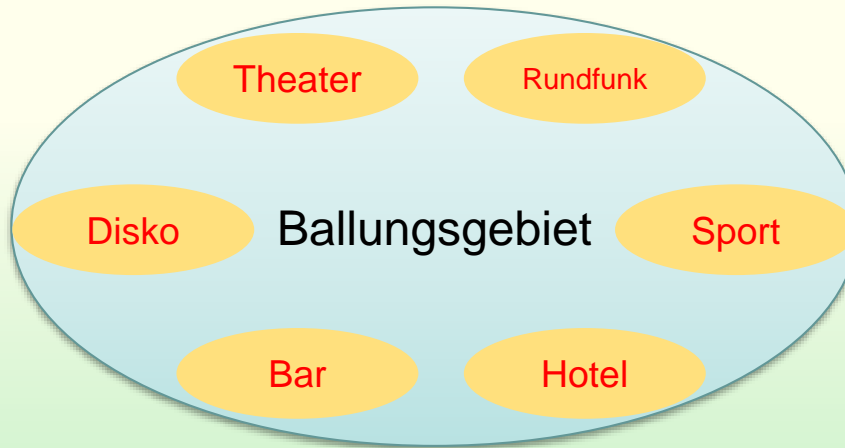 Theater
Rundfunk
Disko
Ballungsgebiet
Sport
Bar
Hotel